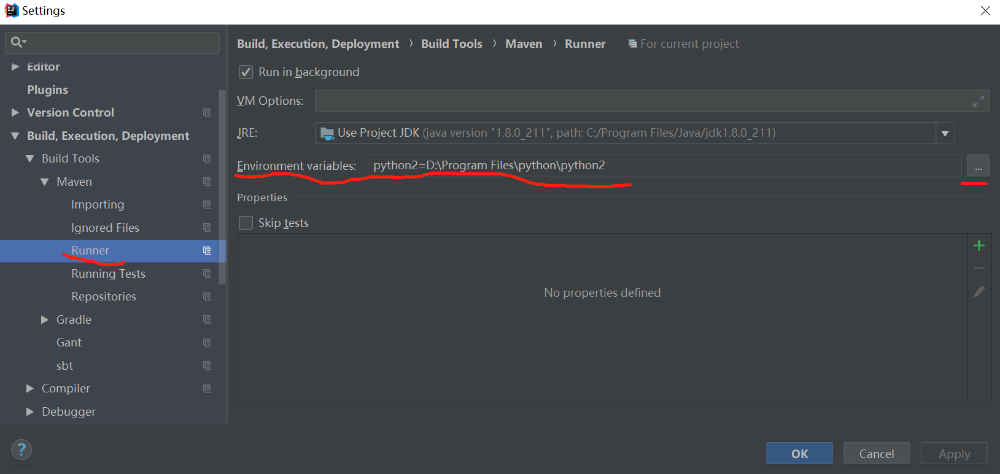 Settings
Editor
Plugins
Version Control
Build, Execution, Deployment
Build Tools
Maven
Importing
Ignored Files
Runner
Running Tests
Repositories
Gradle
Gant
sbt
Compiler
Debugger
Build, Execution, Deployment › Build Tools › Maven › Runner For current project
Run in background
VM Options:
JRE: Use Project JDK (java version "1.8.0_211", path: C:/Program Files/Java/jdk1.8.0_211)
Environment variables: python2=D:\Program Files\python\python2 ...
Properties
Skip tests
No properties defined
? OK Cancel Apply